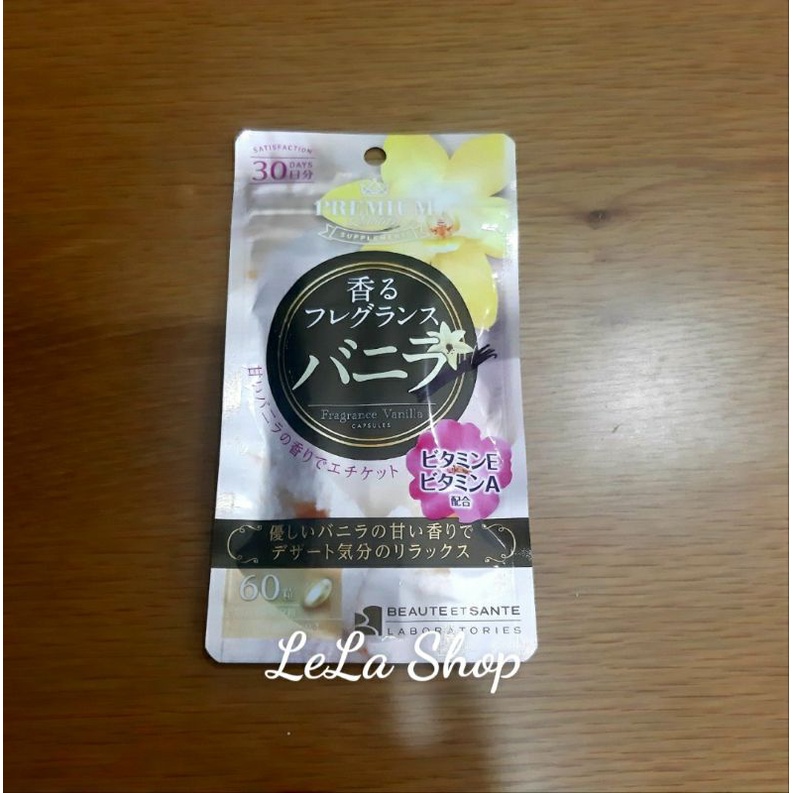 SATISFACTION
30 DAYS 日分
PREMIUM
SUPPLEMENT
香る
フレグランス
バニラ
Fragrance Vanilla
CAPSULES
甘いバニラの香りでエチケット
ビタミンE
ビタミンA
配合
優しいバニラの甘い香りで
デザート気分のリラックス
60粒
BEAUTE ET SANTE
LABORATORIES
LeLa Shop